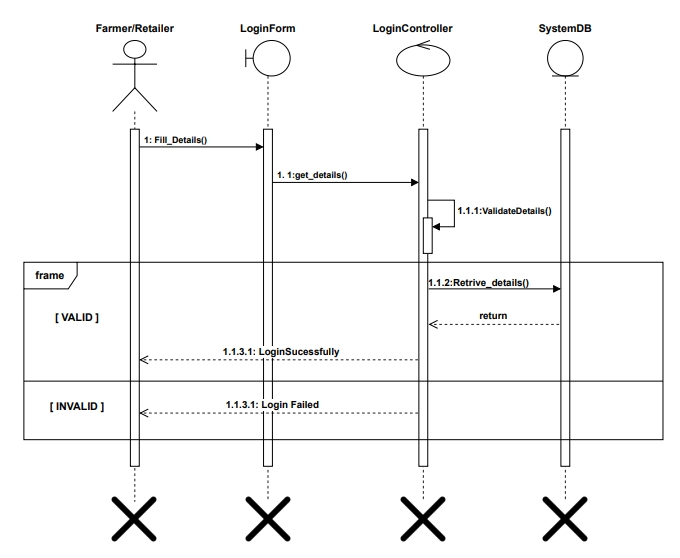 Farmer/Retailer LoginForm LoginController SystemDB
1: Fill_Details()
1. 1:get_details()
1.1.1:ValidateDetails()
frame
1.1.2:Retrive_details()
[ VALID ]
return
1.1.3.1: LoginSucessfully
[ INVALID ]
1.1.3.1: Login Failed